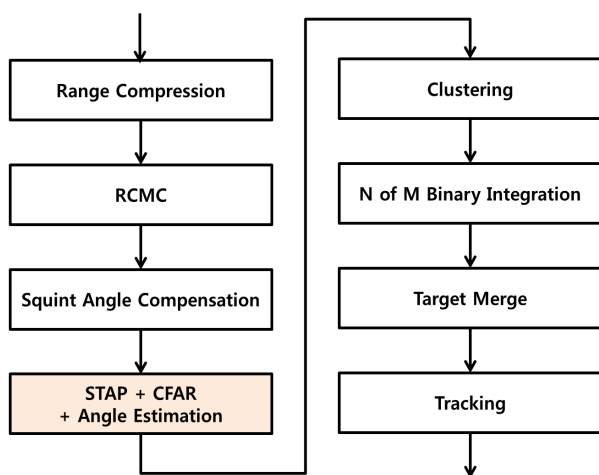 Range Compression
RCMC
Squint Angle Compensation
STAP + CFAR
+ Angle Estimation
Clustering
N of M Binary Integration
Target Merge
Tracking